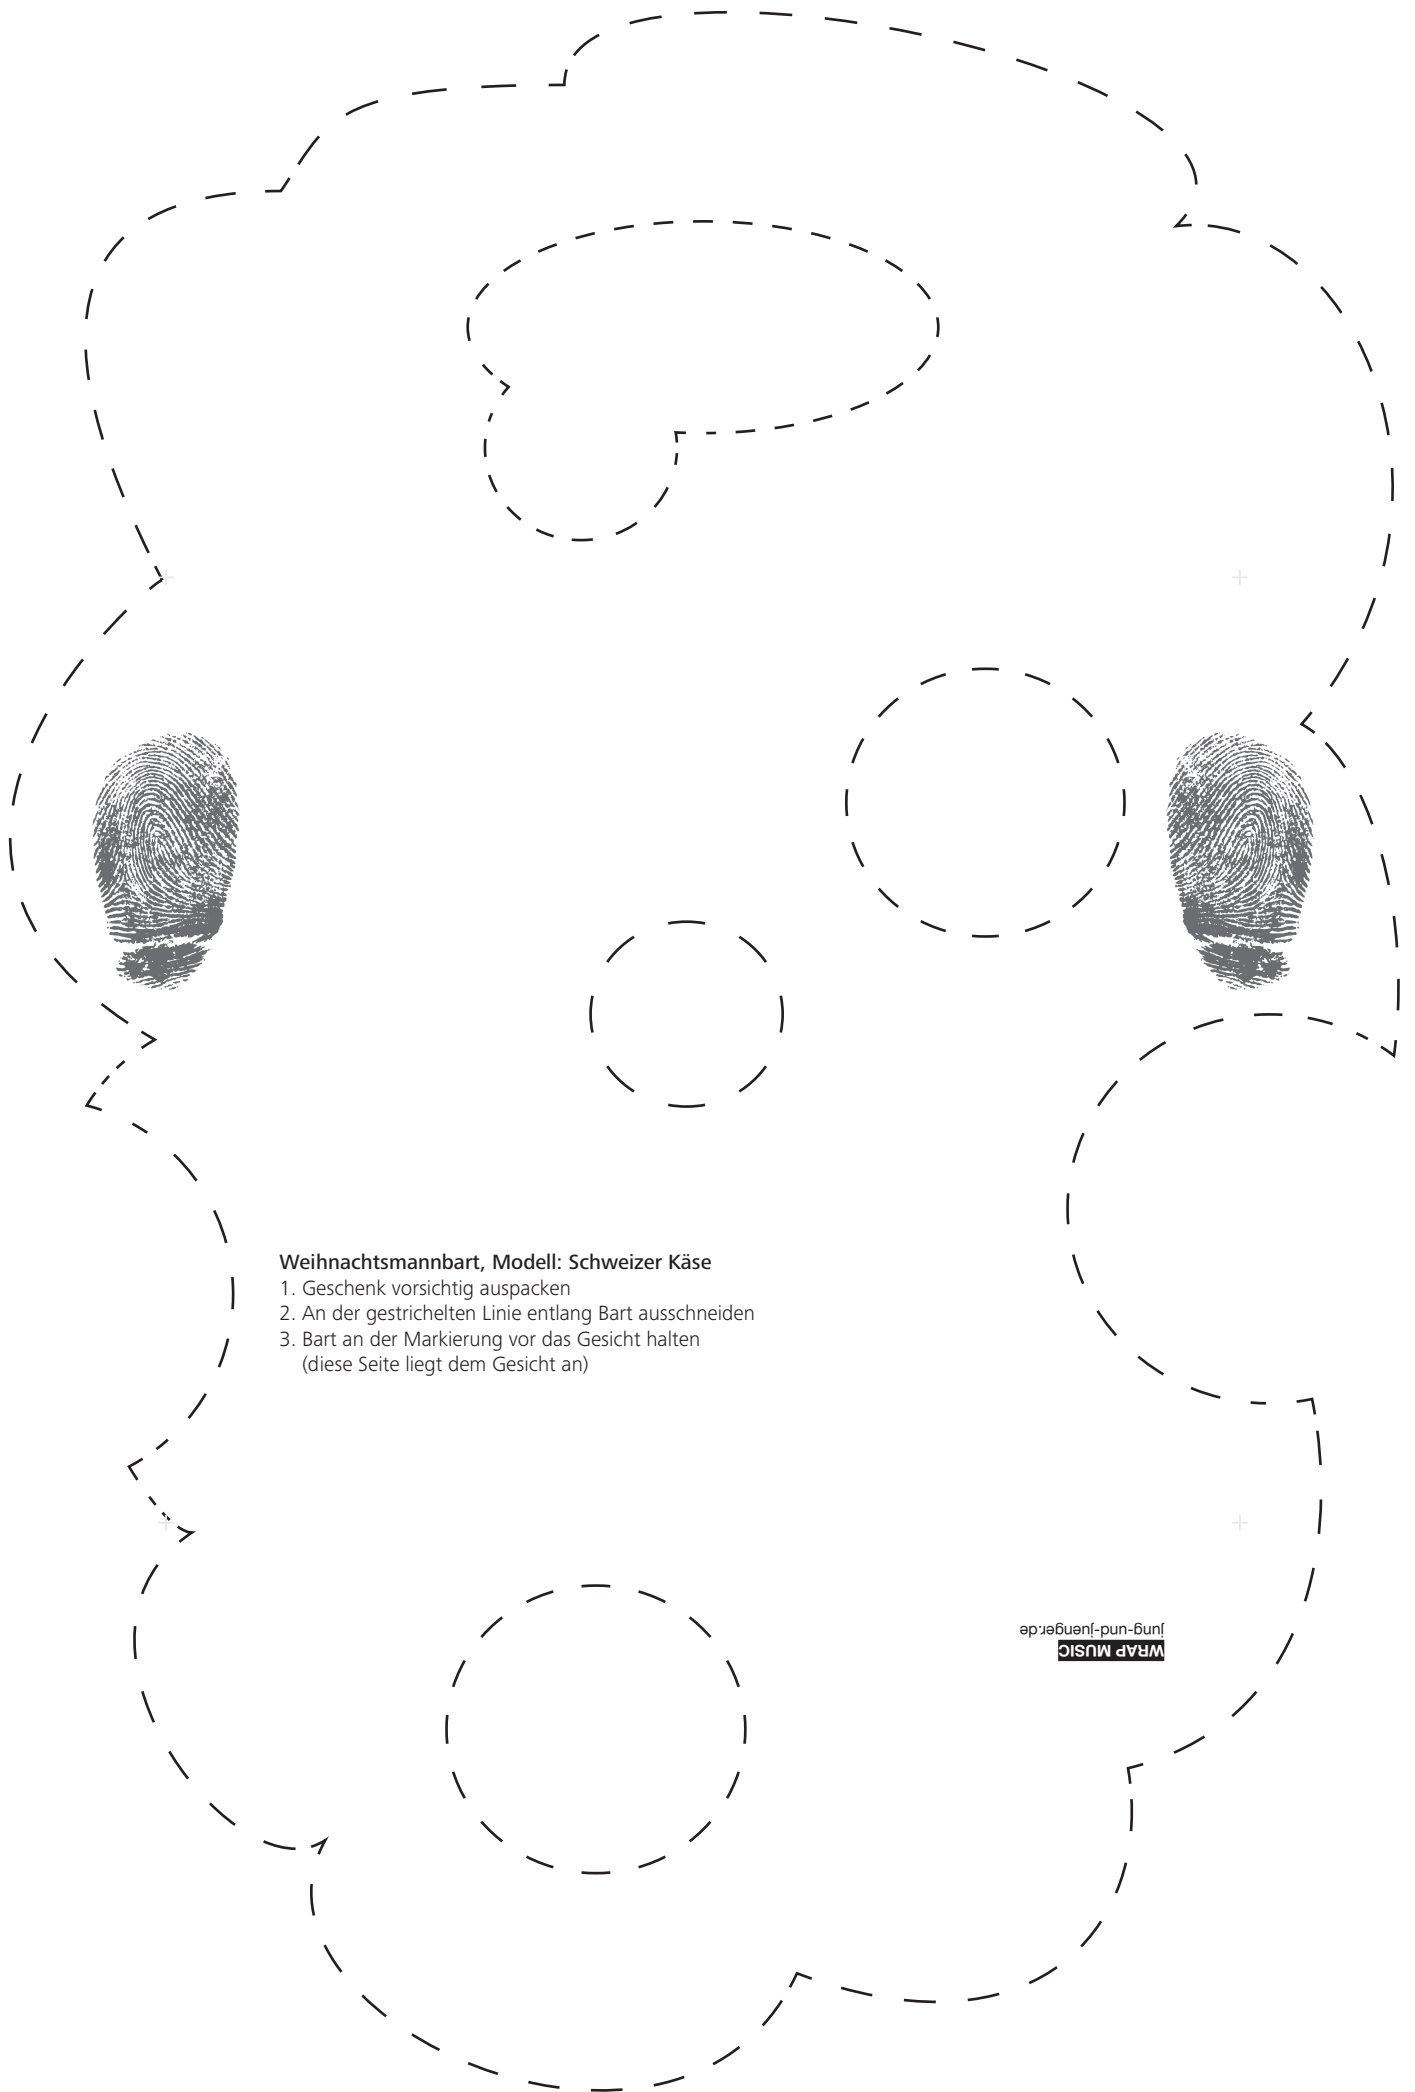 Weihnachtsmannbart, Modell: Schweizer Käse
1. Geschenk vorsichtig auspacken
2. An der gestrichelten Linie entlang Bart ausschneiden
3. Bart an der Markierung vor das Gesicht halten
(diese Seite liegt dem Gesicht an)
WRAP MUSIC
jung-und-juenger.de